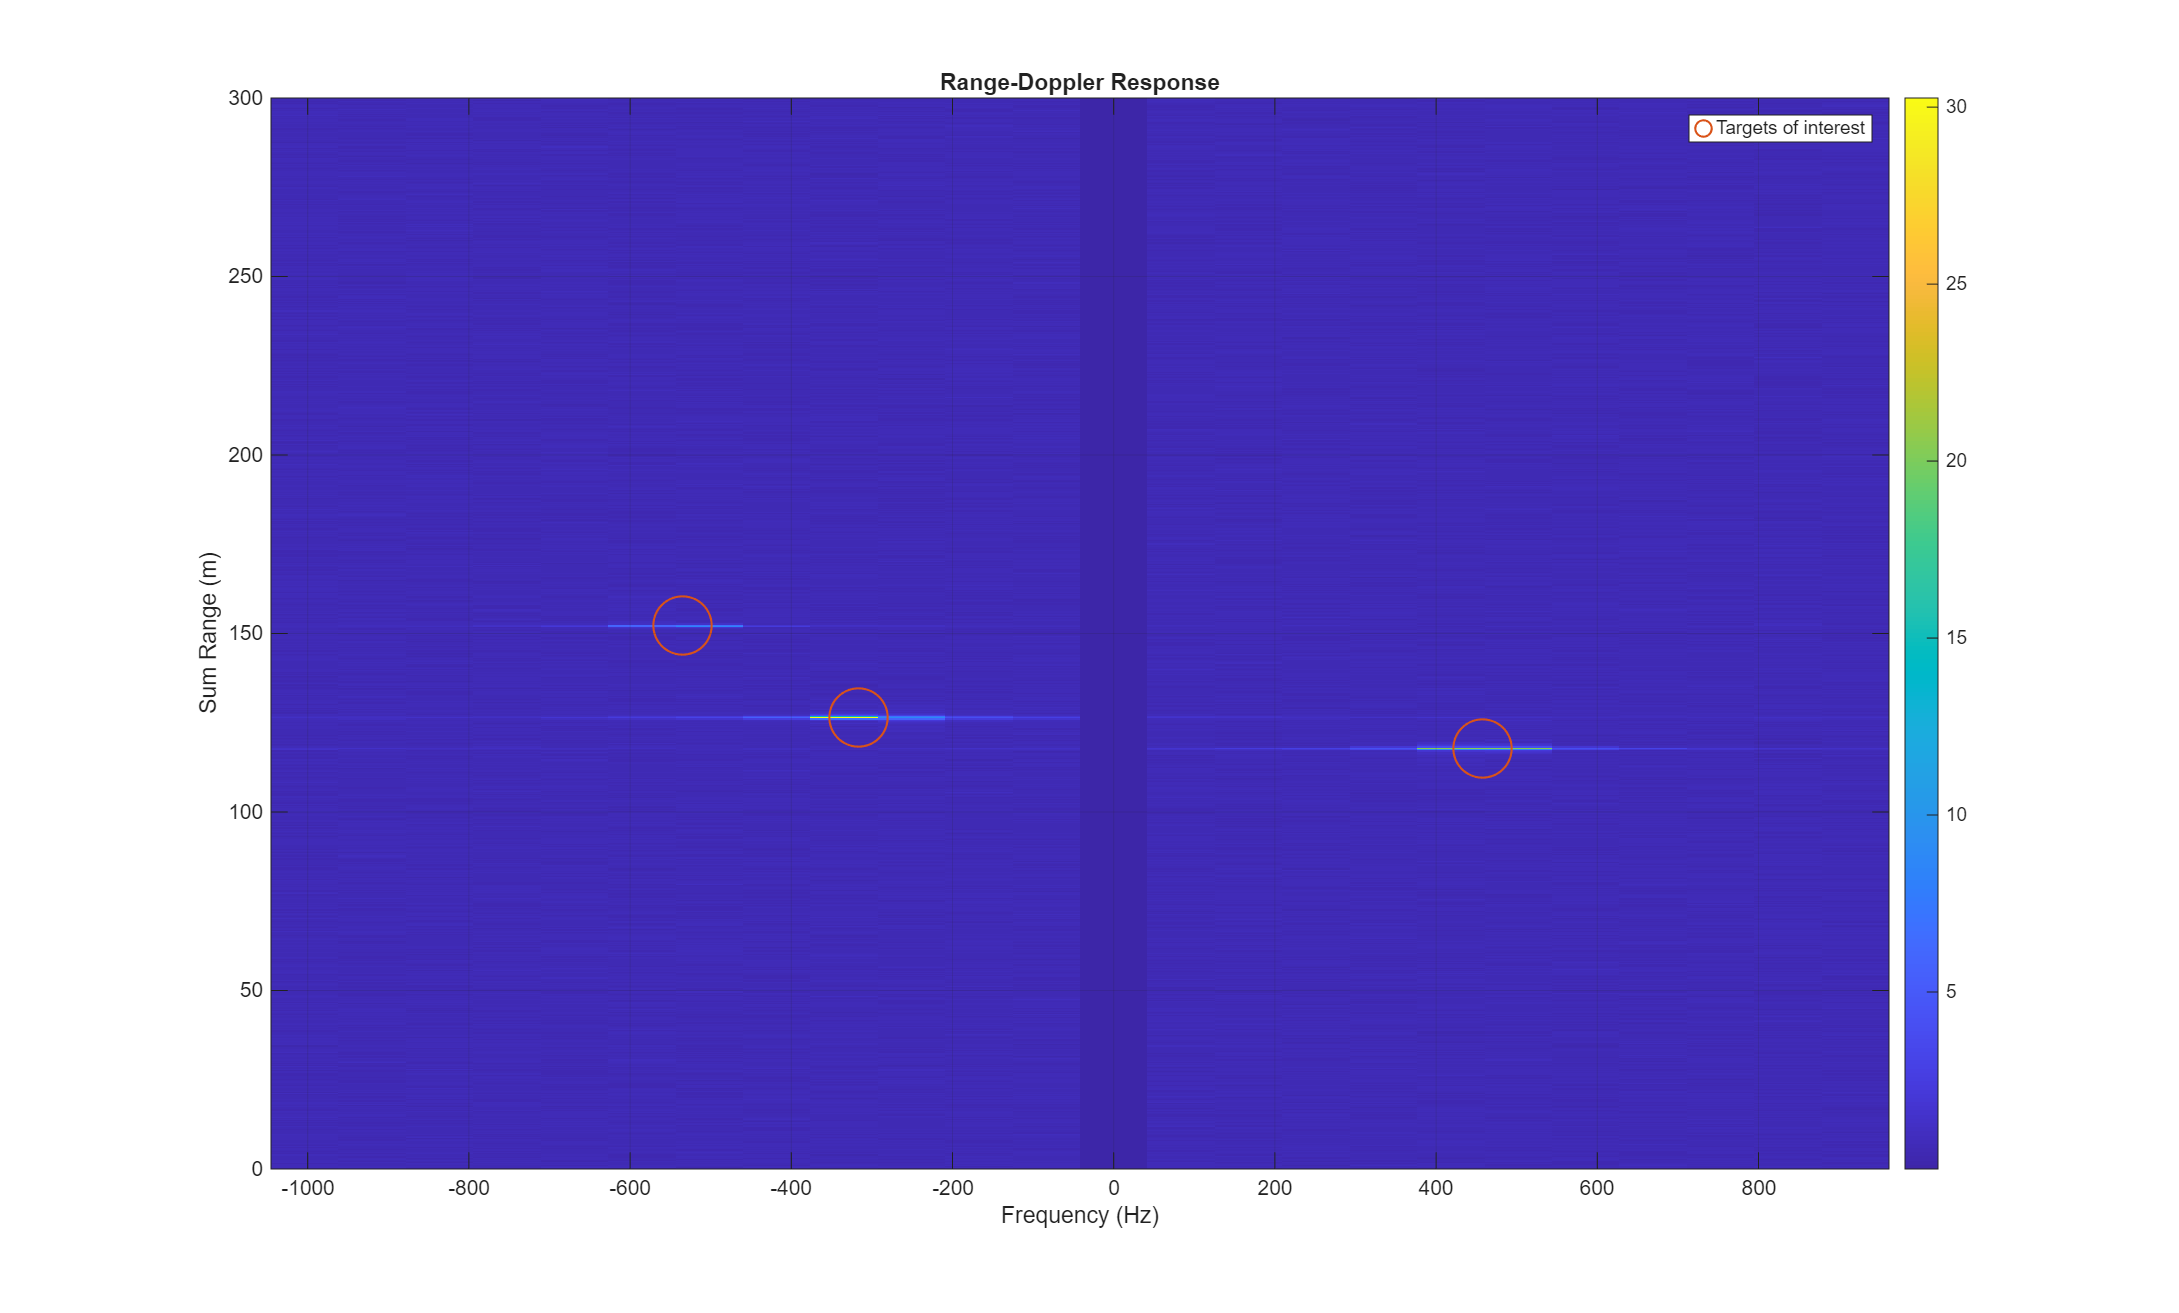 Range-Doppler Response
Targets of interest
300
250
200
150
100
50
0
Sum Range (m)
-1000 -800 -600 -400 -200 0 200 400 600 800
Frequency (Hz)
30
25
20
15
10
5